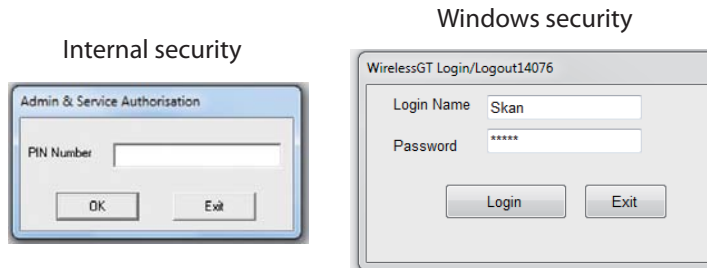 Internal security
Admin & Service Authorisation
PIN Number
OK Exit
Windows security
WirelessGT Login/Logout14076
Login Name Skan
Password *****
Login Exit